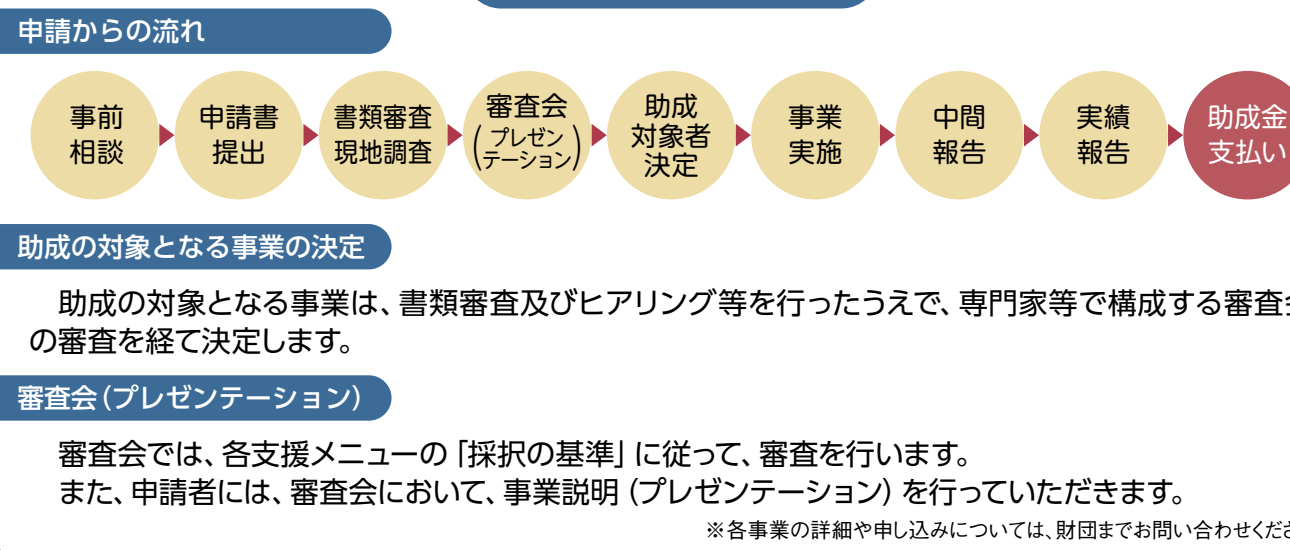 申請からの流れ
事前
相談
申請書
提出
書類審査
現地調査
審査会
(プレゼン
テーション)
助成
対象者
決定
事業
実施
中間
報告
実績
報告
助成金
支払い
助成の対象となる事業の決定
助成の対象となる事業は、書類審査及びヒアリング等を行ったうえで、専門家等で構成する審査会
の審査を経て決定します。
審査会(プレゼンテーション)
審査会では、各支援メニューの「採択の基準」に従って、審査を行います。
また、申請者には、審査会において、事業説明(プレゼンテーション)を行っていただきます。
※各事業の詳細や申し込みについては、財団までお問い合わせくださ